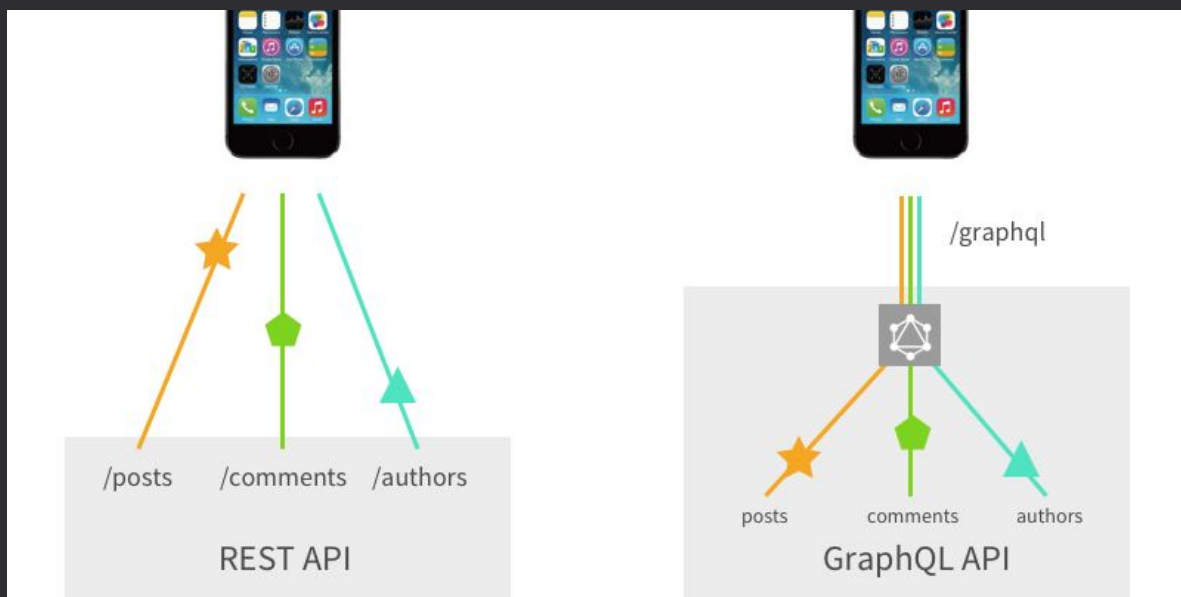 /posts
/comments
/authors
REST API
/graphql
posts
comments
authors
GraphQL API